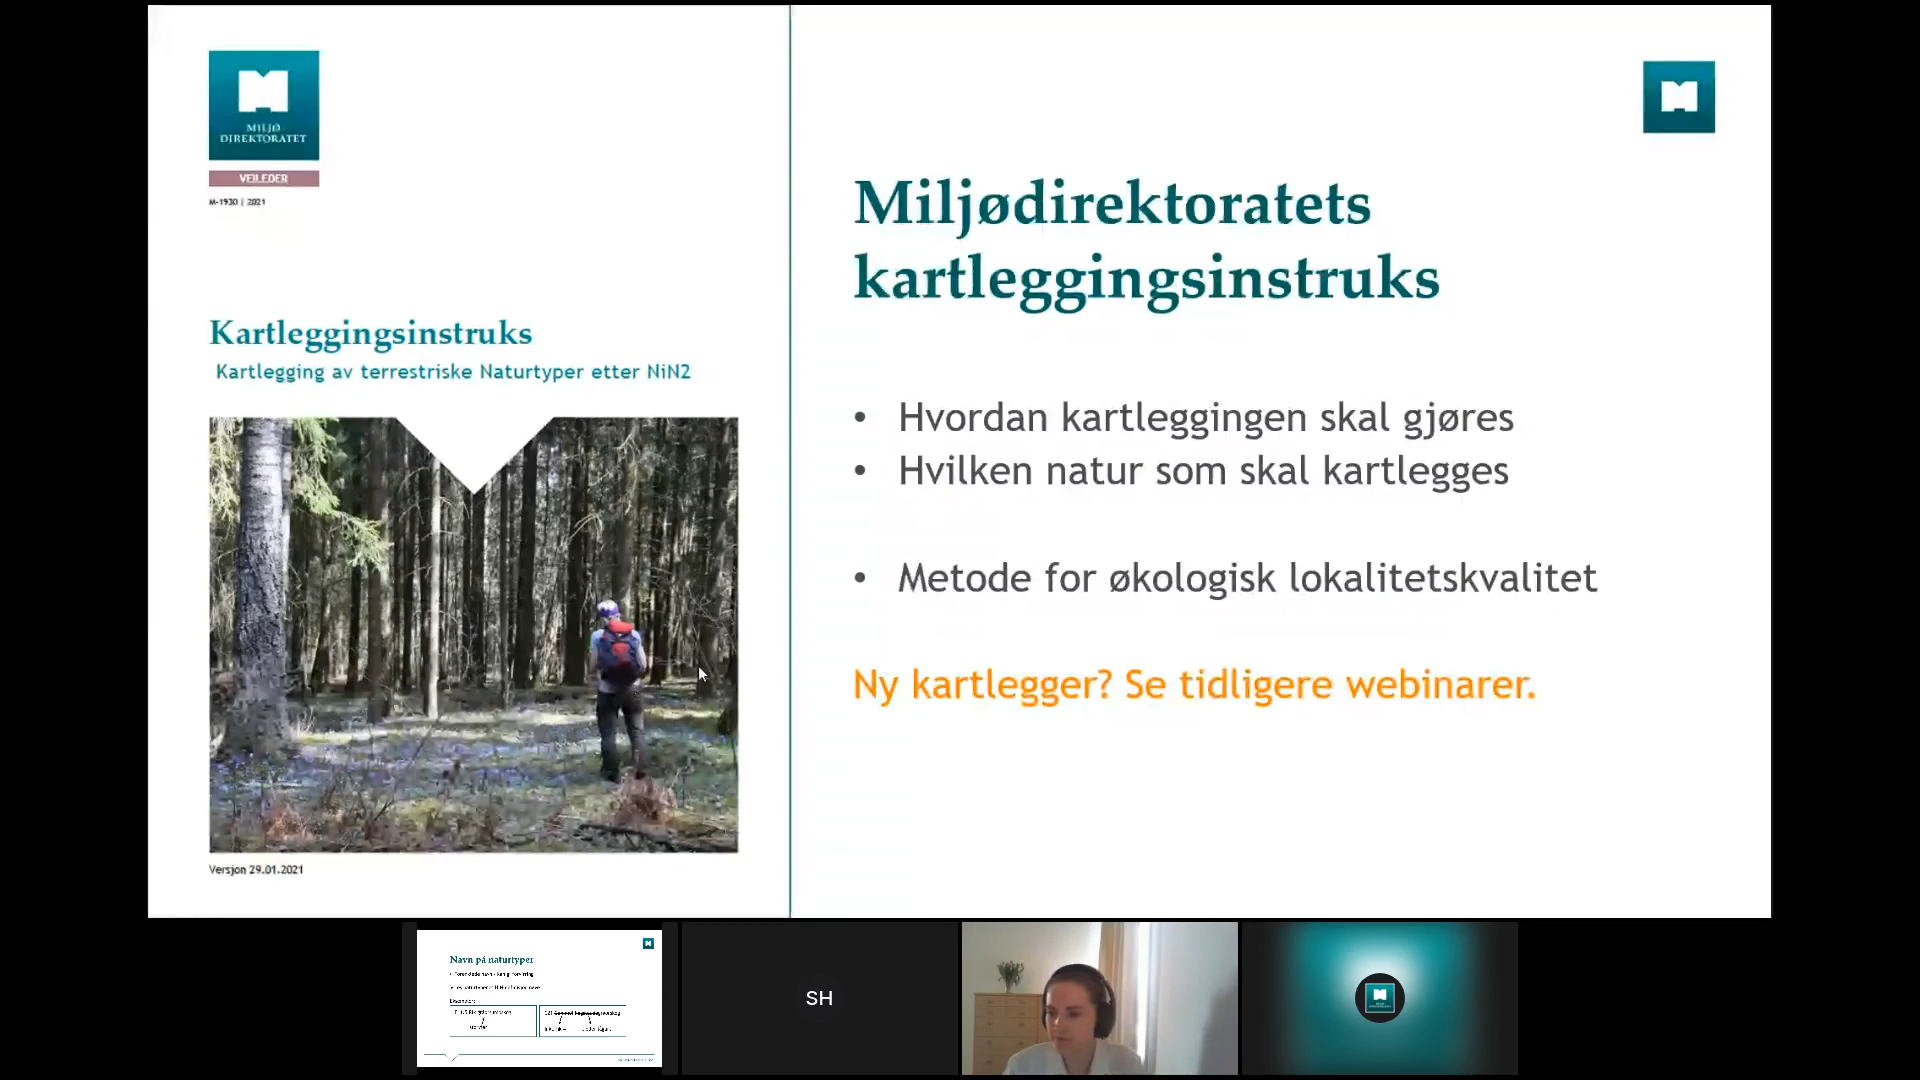 MILJØ-
DIREKTORATET
VEILEDER
M-1930 | 2021
Kartleggingsinstruks
Kartlegging av terrestriske Naturtyper etter NiN2
Versjon 29.01.2021
Miljødirektoratets
kartleggingsinstruks
• Hvordan kartleggingen skal gjøres
• Hvilken natur som skal kartlegges
• Metode for økologisk lokalitetskvalitet
Ny kartlegger? Se tidligere webinarer.
Navn på naturtyper
SH